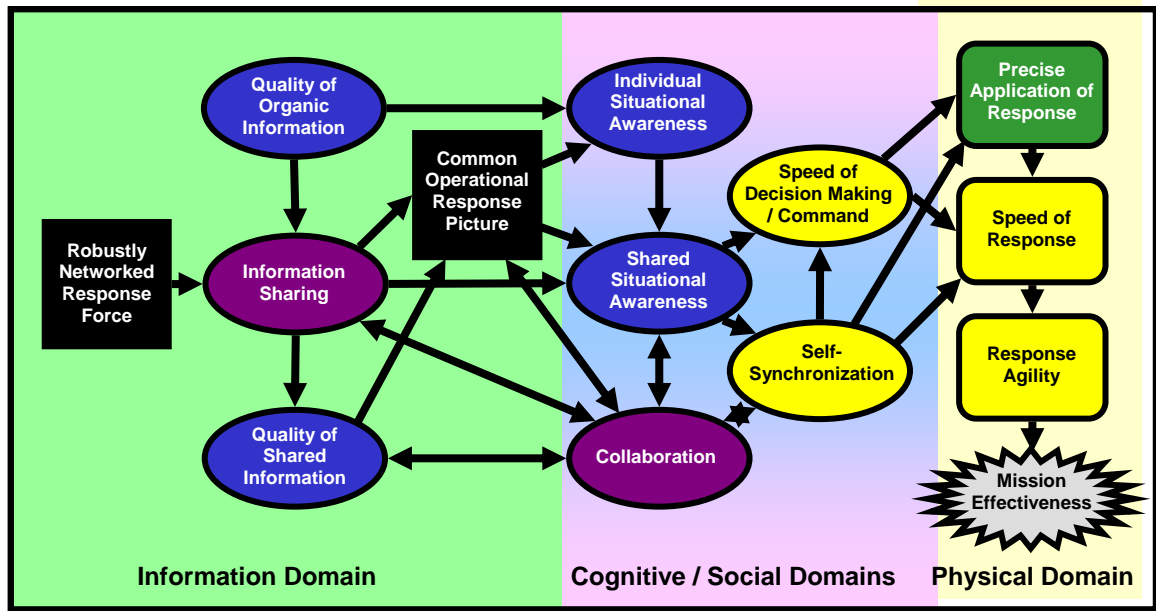 Quality of
Organic
Information
Individual
Situational
Awareness
Precise
Application of
Response
Common
Operational
Response
Picture
Speed of
Decision Making
/ Command
Robustly
Networked
Response
Force
Information
Sharing
Shared
Situational
Awareness
Speed of
Response
Self-
Synchronization
Response
Agility
Quality of
Shared
Information
Collaboration
Mission
Effectiveness
Information Domain
Cognitive / Social Domains
Physical Domain